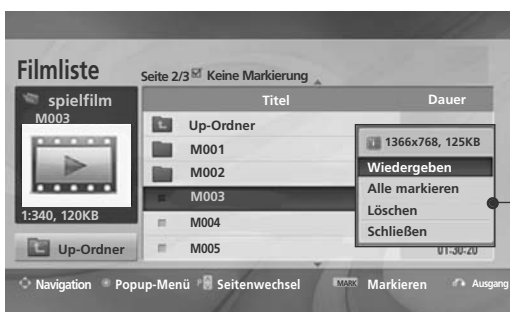 Filmliste
Seite 2/3 Keine Markierung
spielfilm
M003
1:340, 120KB
Up-Ordner
Titel Dauer
Up-Ordner
M001
M002
M003
M004
M005 01:30:20
1366x768, 125KB
Wiedergeben
Alle markieren
Löschen
Schließen
Navigation Popup-Menü P Seitenwechsel MARK Markieren Ausgang